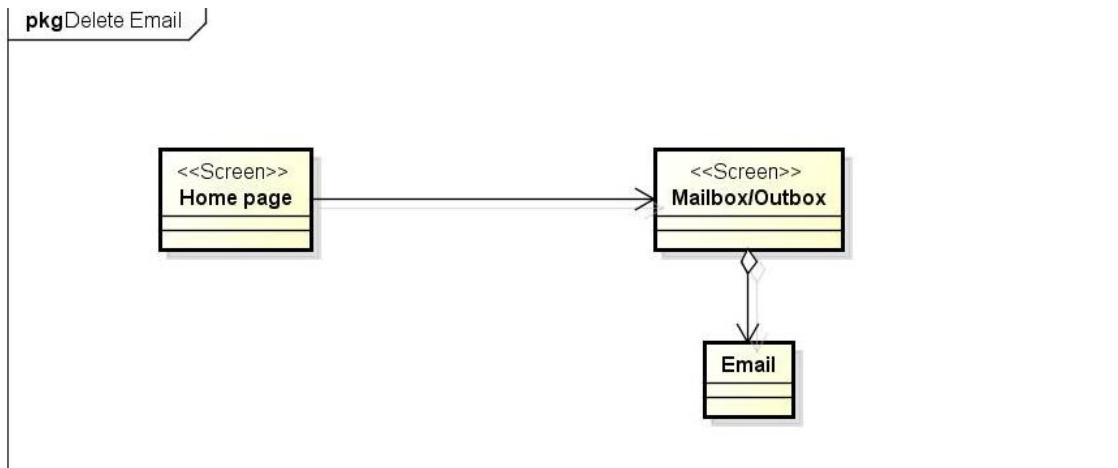 pkgDelete Email
<<Screen>>
Home page
<<Screen>>
Mailbox/Outbox
Email